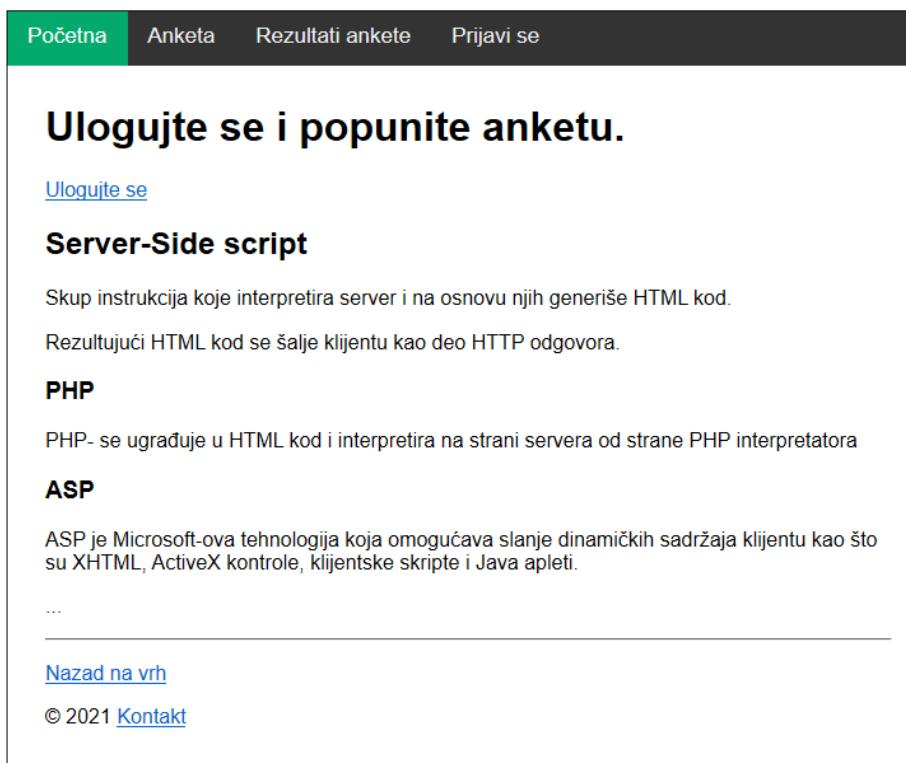 Početna Anketa Rezultati ankete Prijavi se
Ulogujte se i popunite anketu.
Ulogujte se
Server-Side script
Skup instrukcija koje interpretira server i na osnovu njih generiše HTML kod.
Rezultujući HTML kod se šalje klijentu kao deo HTTP odgovora.
PHP
PHP- se ugrađuje u HTML kod i interpretira na strani servera od strane PHP interpretatora
ASP
ASP je Microsoft-ova tehnologija koja omogućava slanje dinamičkih sadržaja klijentu kao što
su XHTML, ActiveX kontrole, klijentske skripte i Java apleti.
...
Nazad na vrh
© 2021 Kontakt